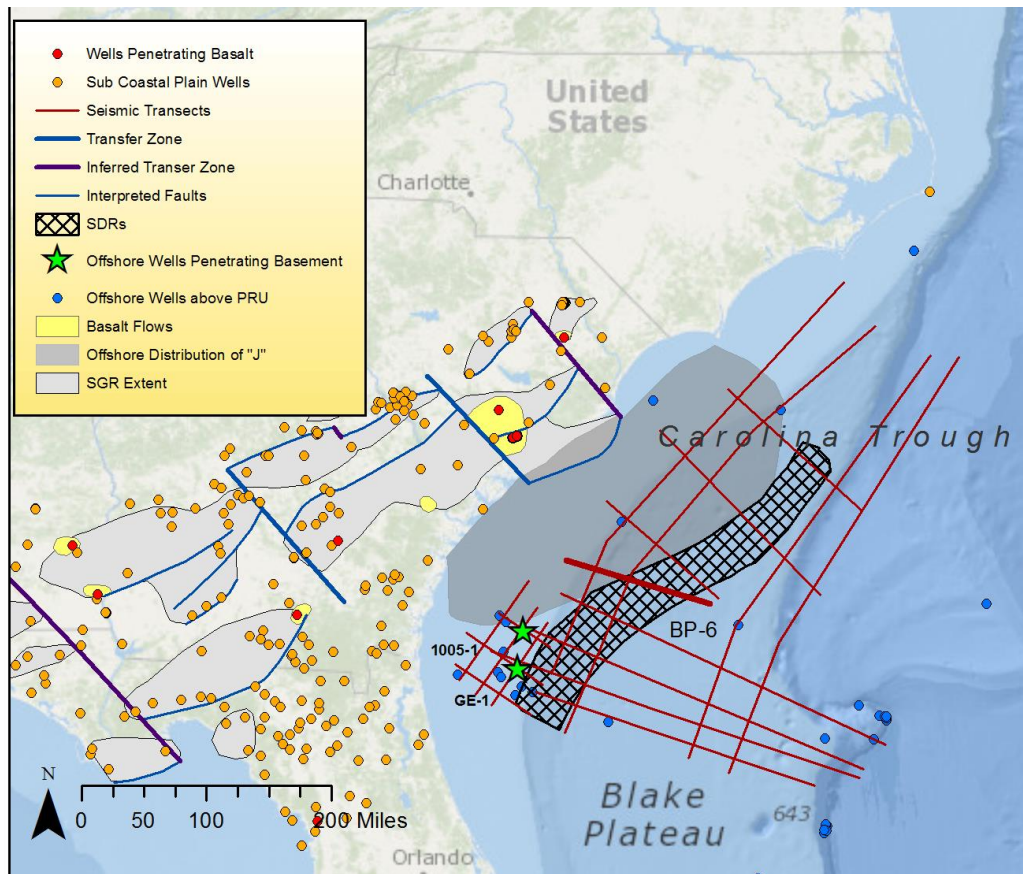 Wells Penetrating Basalt
Sub Coastal Plain Wells
Seismic Transects
Transfer Zone
Inferred Transer Zone
Interpreted Faults
SDRs
Offshore Wells Penetrating Basement
Offshore Wells above PRU
Basalt Flows
Offshore Distribution of "J"
SGR Extent
United
States
Charlotte
Carolina Trough
BP-6
1005-1
GE-1
N
0 50 100 200 Miles
Blake
Plateau
643
Orlando